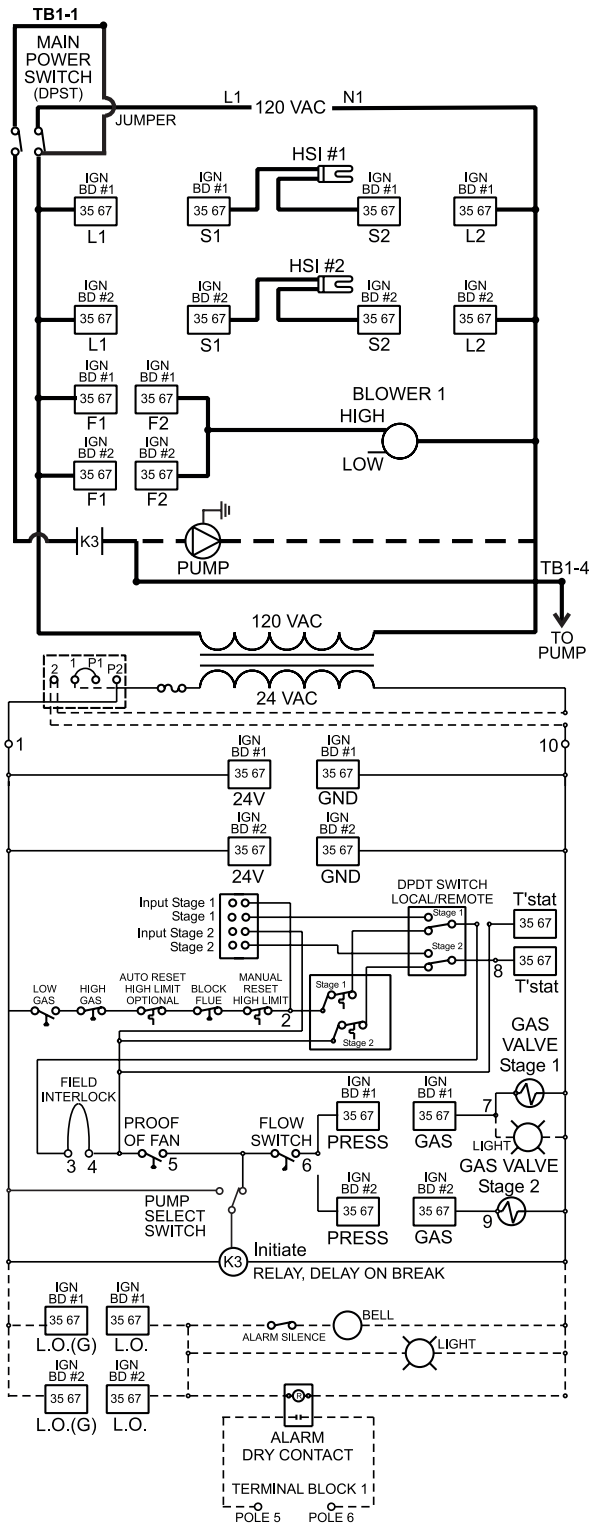 TB1-1
MAIN
POWER
SWITCH
(DPST)
L1 120 VAC N1
JUMPER
HSI #1
IGN
BD #1
35 67
L1
IGN
BD #1
35 67
S1
IGN
BD #1
35 67
S2
IGN
BD #1
35 67
L2
HSI #2
IGN
BD #2
35 67
L1
IGN
BD #2
35 67
S1
IGN
BD #2
35 67
S2
IGN
BD #2
35 67
L2
IGN
BD #1
35 67
F1
IGN
BD #1
35 67
F2
BLOWER 1
HIGH
LOW
IGN
BD #2
35 67
F1
IGN
BD #2
35 67
F2
K3
PUMP
TB1-4
TO
PUMP
120 VAC
24 VAC
2 1 P1 P2
1
10
IGN
BD #1
35 67
24V
IGN
BD #1
35 67
GND
IGN
BD #2
35 67
24V
IGN
BD #2
35 67
GND
DPDT SWITCH
LOCAL/REMOTE
Input Stage 1
Stage 1
Input Stage 2
Stage 2
Stage 1
Stage 2
T'stat
35 67
8
35 67
T'stat
LOW
GAS
HIGH
GAS
AUTO RESET
HIGH LIMIT
OPTIONAL
BLOCK
FLUE
MANUAL
RESET
HIGH LIMIT
2
Stage 1
Stage 2
GAS
VALVE
Stage 1
FIELD
INTERLOCK
3 4
PROOF
OF FAN
5
FLOW
SWITCH
6
IGN
BD #1
35 67
PRESS
IGN
BD #1
35 67
GAS
7
LIGHT
GAS VALVE
Stage 2
IGN
BD #2
35 67
PRESS
IGN
BD #2
35 67
GAS
9
PUMP
SELECT
SWITCH
K3
Initiate
RELAY, DELAY ON BREAK
IGN
BD #1
35 67
L.O.(G)
IGN
BD #1
35 67
L.O.
ALARM SILENCE
BELL
LIGHT
IGN
BD #2
35 67
L.O.(G)
IGN
BD #2
35 67
L.O.
R
ALARM
DRY CONTACT
TERMINAL BLOCK 1
POLE 5 POLE 6